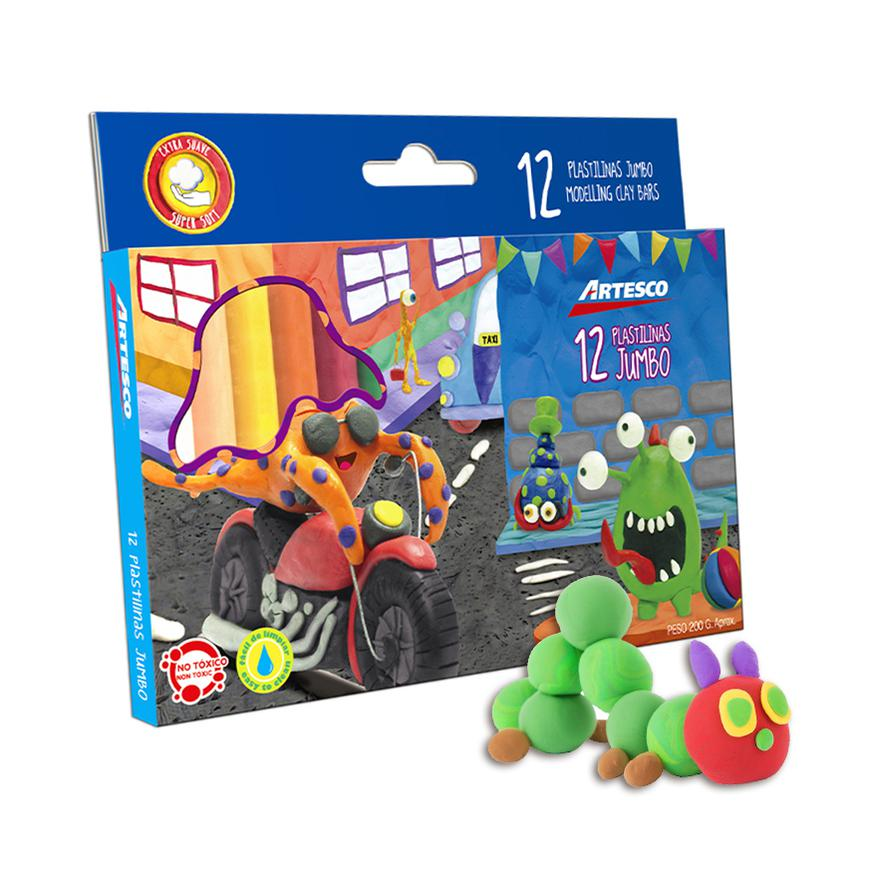 EXTRA SUAVE
SUPER SOFT
12
PLASTILINAS JUMBO
MODELLING CLAY BARS
ARTESCO
12 Plastilinas JUMBO
TAXI
ARTESCO
12
PLASTILINAS
JUMBO
NO TÓXICO
NON TOXIC
fácil de limpiar
easy to clean
PESO 200 G. Aprox.